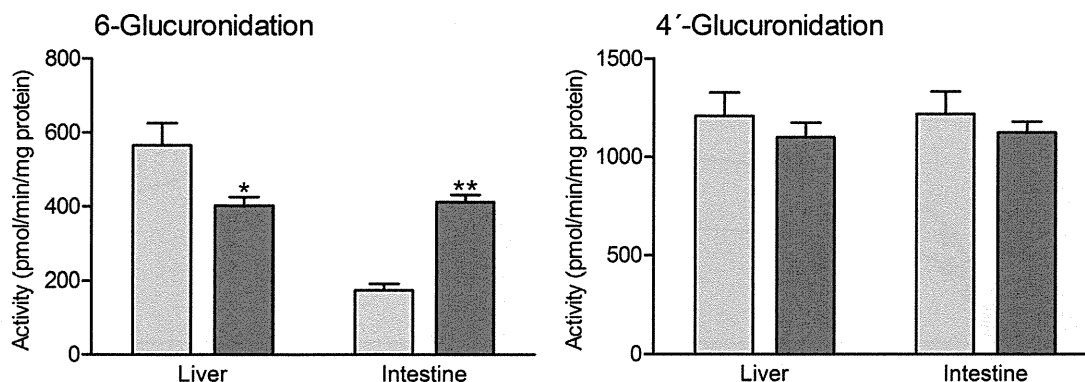 6-Glucuronidation
Activity (pmol/min/mg protein)
800
600
400
200
0
*
**
Liver Intestine
4´-Glucuronidation
Activity (pmol/min/mg protein)
1500
1000
500
0
Liver Intestine